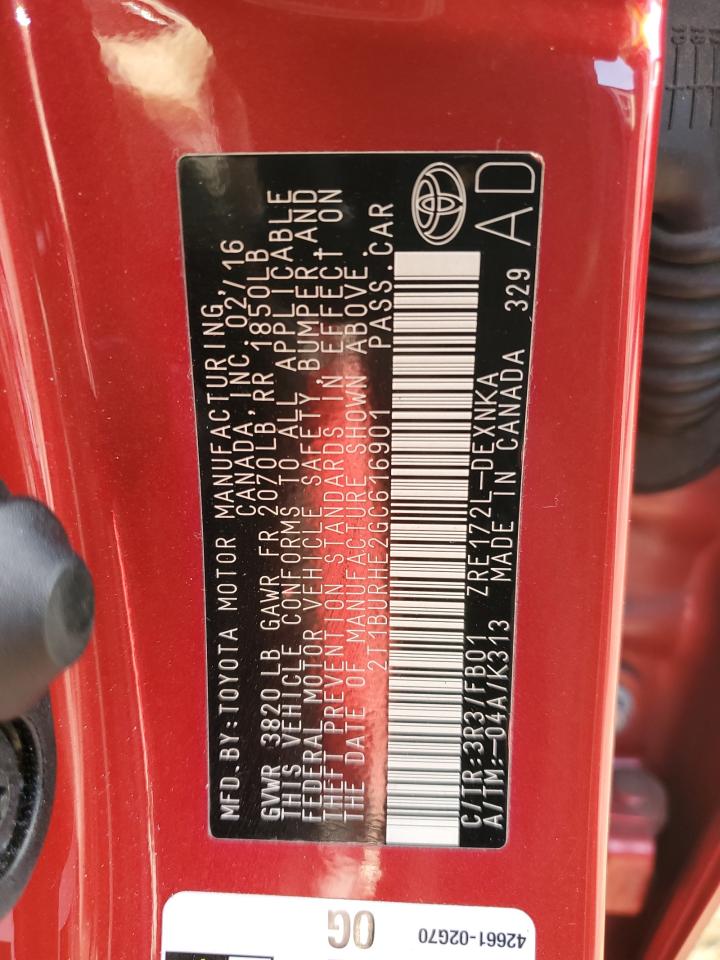 MFD. BY: TOYOTA MOTOR MANUFACTURING,
CANADA, INC. 02/16
GVWR 3820 LB GAWR FR 2070LB, RR 1850LB
THIS VEHICLE CONFORMS TO ALL APPLICABLE
FEDERAL MOTOR VEHICLE SAFETY, BUMPER, AND
THEFT PREVENTION STANDARDS IN EFFECT ON
THE DATE OF MANUFACTURE SHOWN ABOVE.
2T1BURHE2GC616901 PASS.CAR
C/TR:3R3/FB01 ZRE172L-DEXNKA
A/TM:-04A/K313 MADE IN CANADA 329
AD
0G
42661-02G70